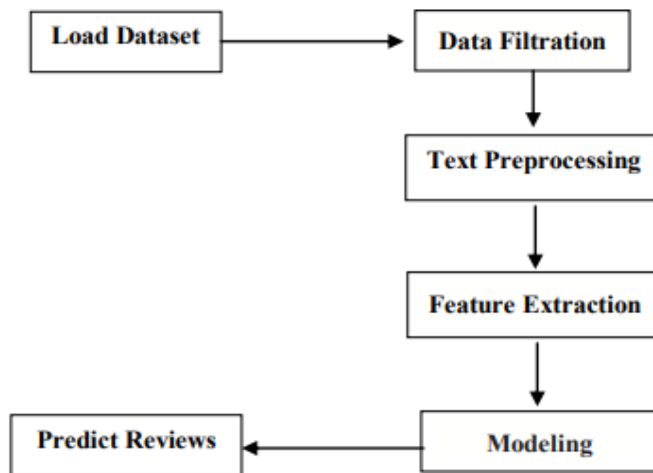 Load Dataset
Data Filtration
Text Preprocessing
Feature Extraction
Modeling
Predict Reviews